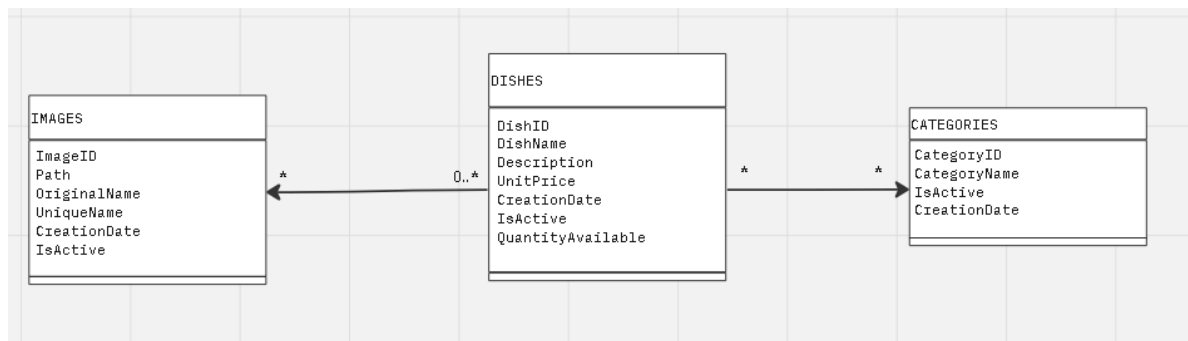 IMAGES
ImageID
Path
OriginalName
UniqueName
CreationDate
IsActive
*
0..*
DISHES
DishID
DishName
Description
UnitPrice
CreationDate
IsActive
QuantityAvailable
*
*
CATEGORIES
CategoryID
CategoryName
IsActive
CreationDate